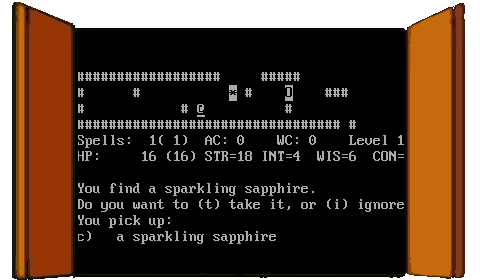 ################### #####
# # * # O ###
# # @ #
################################# #
Spells: 1( 1) AC: 0 WC: 0 Level 1
HP: 16 (16) STR=18 INT=4 WIS=6 CON=
You find a sparkling sapphire.
Do you want to (t) take it, or (i) ignore
You pick up:
c) a sparkling sapphire